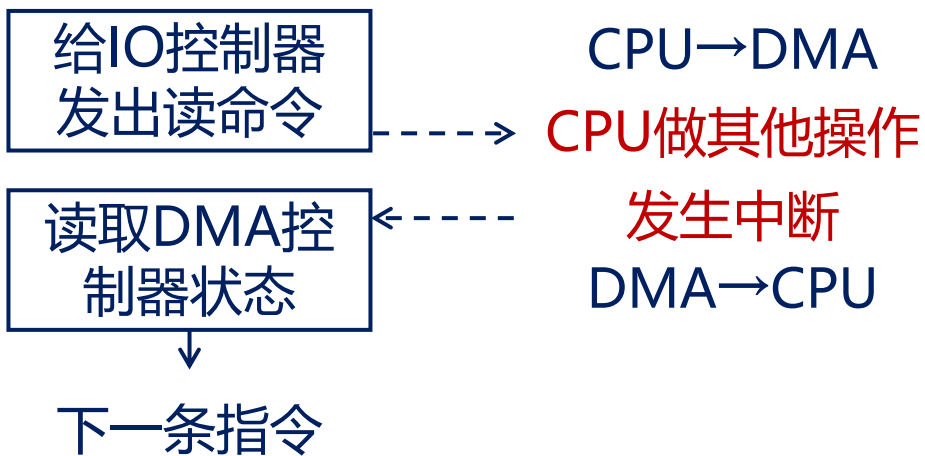 给IO控制器
发出读命令
CPU→DMA
CPU做其他操作
读取DMA控
制器状态
发生中断
DMA→CPU
下一条指令